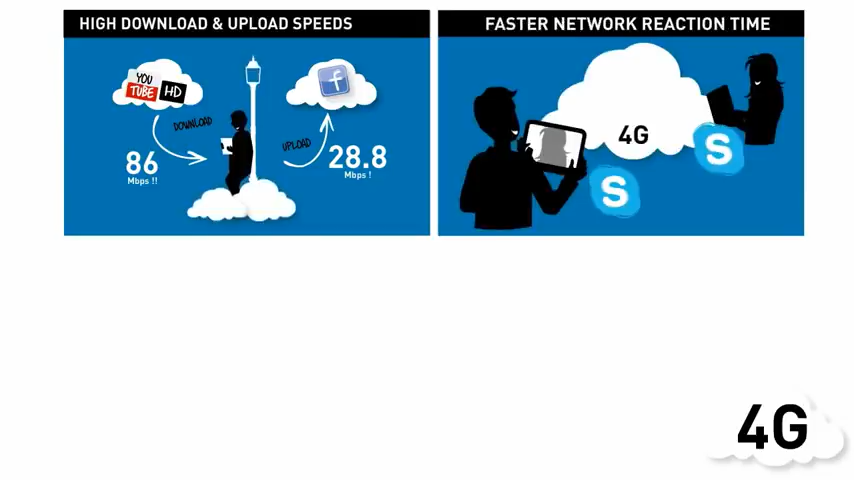 HIGH DOWNLOAD & UPLOAD SPEEDS
YOU
TUBE HD
f
DOWNLOAD
UPLOAD
86
Mbps !!
28.8
Mbps !
FASTER NETWORK REACTION TIME
4G
S
S
4G